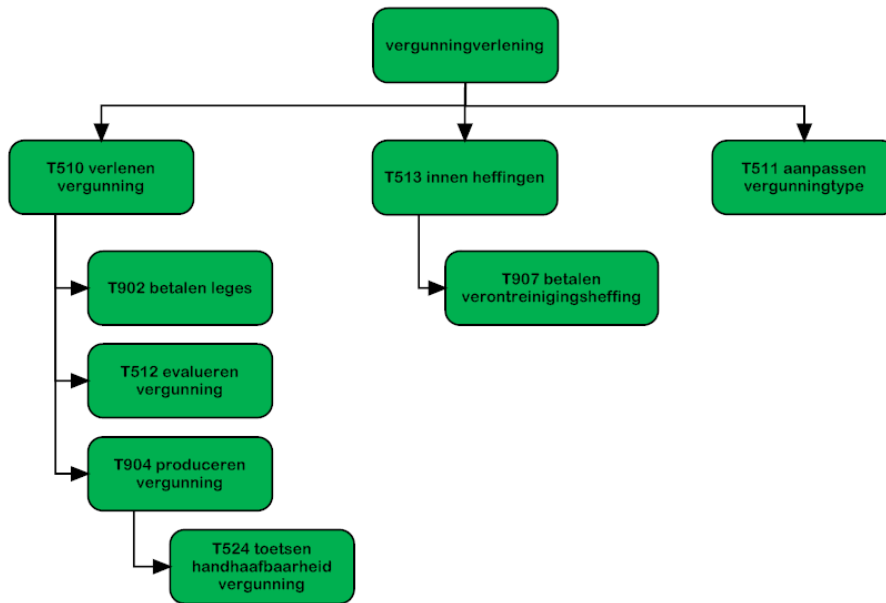 vergunningverlening
T510 verlenen
vergunning
T513 innen heffingen
T511 aanpassen
vergunningtype
T902 betalen leges
T907 betalen
verontreinigingsheffing
T512 evalueren
vergunning
T904 produceren
vergunning
T524 toetsen
handhaafbaarheid
vergunning